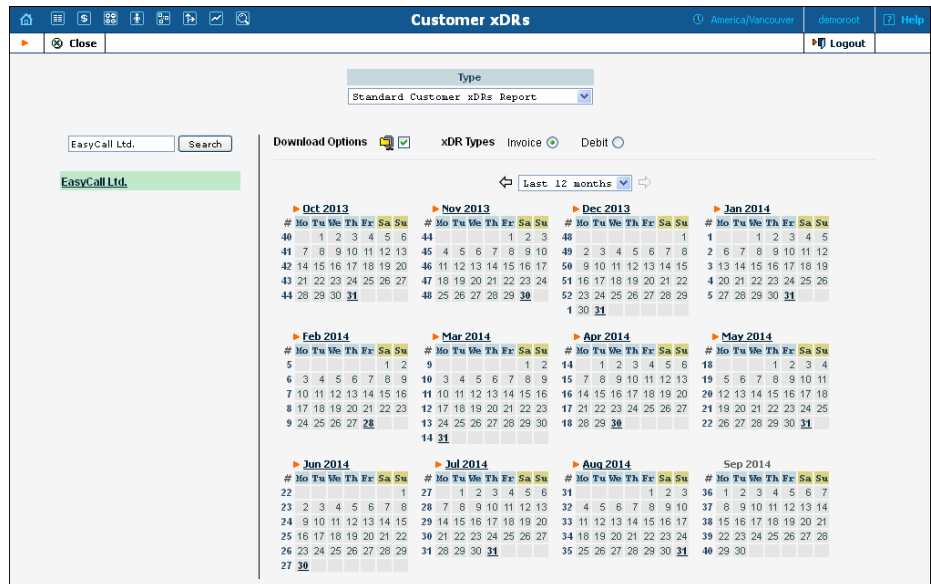 Customer xDRs America/Vancouver demoroot Help
Close Logout
Type
Standard Customer xDRs Report
EasyCall Ltd. Search Download Options xDR Types Invoice Debit
EasyCall Ltd.
Last 12 months
Oct 2013 Nov 2013 Dec 2013 Jan 2014
# Mo Tu We Th Fr Sa Su # Mo Tu We Th Fr Sa Su # Mo Tu We Th Fr Sa Su # Mo Tu We Th Fr Sa Su
40 1 2 3 4 5 6 44 1 2 3 48 1 1 1 2 3 4 5
41 7 8 9 10 11 12 13 45 4 5 6 7 8 9 10 49 2 3 4 5 6 7 8 2 6 7 8 9 10 11 12
42 14 15 16 17 18 19 20 46 11 12 13 14 15 16 17 50 9 10 11 12 13 14 15 3 13 14 15 16 17 18 19
43 21 22 23 24 25 26 27 47 18 19 20 21 22 23 24 51 16 17 18 19 20 21 22 4 20 21 22 23 24 25 26
44 28 29 30 31 48 25 26 27 28 29 30 52 23 24 25 26 27 28 29 5 27 28 29 30 31
1 30 31
Feb 2014 Mar 2014 Apr 2014 May 2014
# Mo Tu We Th Fr Sa Su # Mo Tu We Th Fr Sa Su # Mo Tu We Th Fr Sa Su # Mo Tu We Th Fr Sa Su
5 1 2 9 1 2 14 1 2 3 4 5 6 18 1 2 3 4
6 3 4 5 6 7 8 9 10 3 4 5 6 7 8 9 15 7 8 9 10 11 12 13 19 5 6 7 8 9 10 11
7 10 11 12 13 14 15 16 11 10 11 12 13 14 15 16 16 14 15 16 17 18 19 20 20 12 13 14 15 16 17 18
8 17 18 19 20 21 22 23 12 17 18 19 20 21 22 23 17 21 22 23 24 25 26 27 21 19 20 21 22 23 24 25
9 24 25 26 27 28 13 24 25 26 27 28 29 30 18 28 29 30 22 26 27 28 29 30 31
14 31
Jun 2014 Jul 2014 Aug 2014 Sep 2014
# Mo Tu We Th Fr Sa Su # Mo Tu We Th Fr Sa Su # Mo Tu We Th Fr Sa Su # Mo Tu We Th Fr Sa Su
22 1 27 1 2 3 4 5 6 31 1 2 3 36 1 2 3 4 5 6 7
23 2 3 4 5 6 7 8 28 7 8 9 10 11 12 13 32 4 5 6 7 8 9 10 37 8 9 10 11 12 13 14
24 9 10 11 12 13 14 15 29 14 15 16 17 18 19 20 33 11 12 13 14 15 16 17 38 15 16 17 18 19 20 21
25 16 17 18 19 20 21 22 30 21 22 23 24 25 26 27 34 18 19 20 21 22 23 24 39 22 23 24 25 26 27 28
26 23 24 25 26 27 28 29 31 28 29 30 31 35 25 26 27 28 29 30 31 40 29 30
27 30